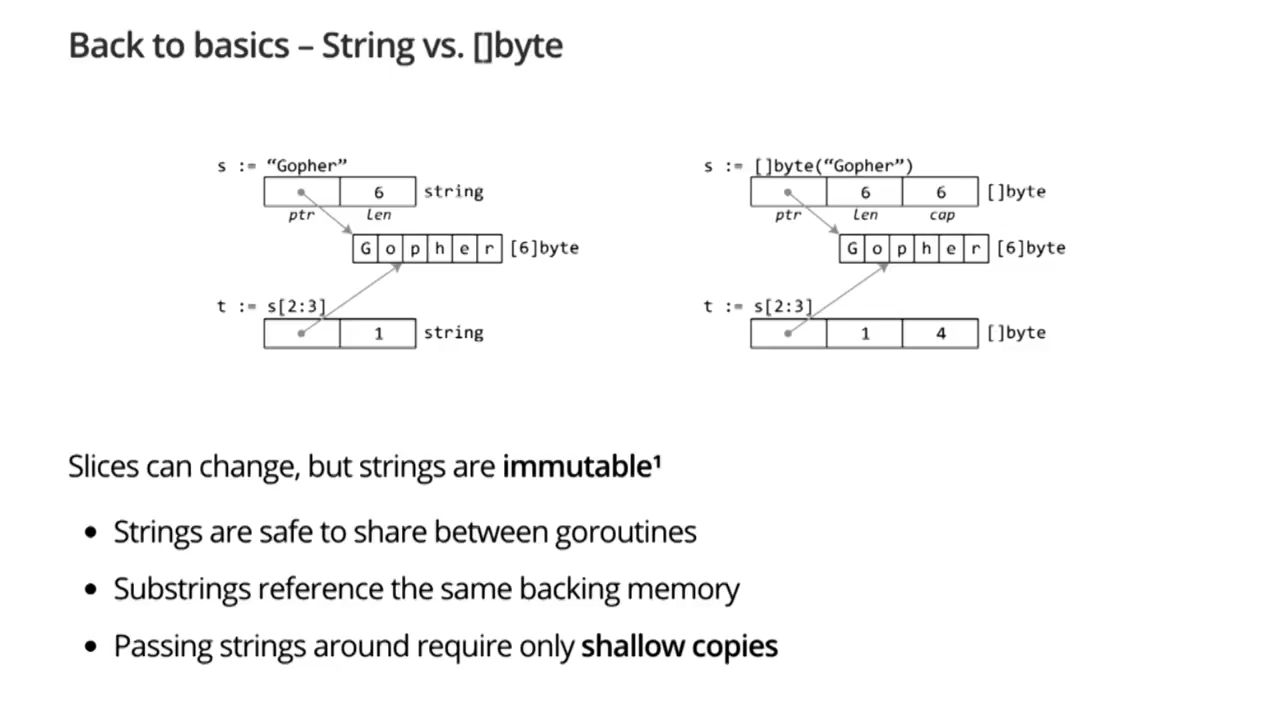 Back to basics – String vs. []byte
s := “Gopher”
6 string
ptr len
G o p h e r [6]byte
t := s[2:3]
1 string
s := []byte(“Gopher”)
6 6 []byte
ptr len cap
G o p h e r [6]byte
t := s[2:3]
1 4 []byte
Slices can change, but strings are immutable¹
• Strings are safe to share between goroutines
• Substrings reference the same backing memory
• Passing strings around require only shallow copies